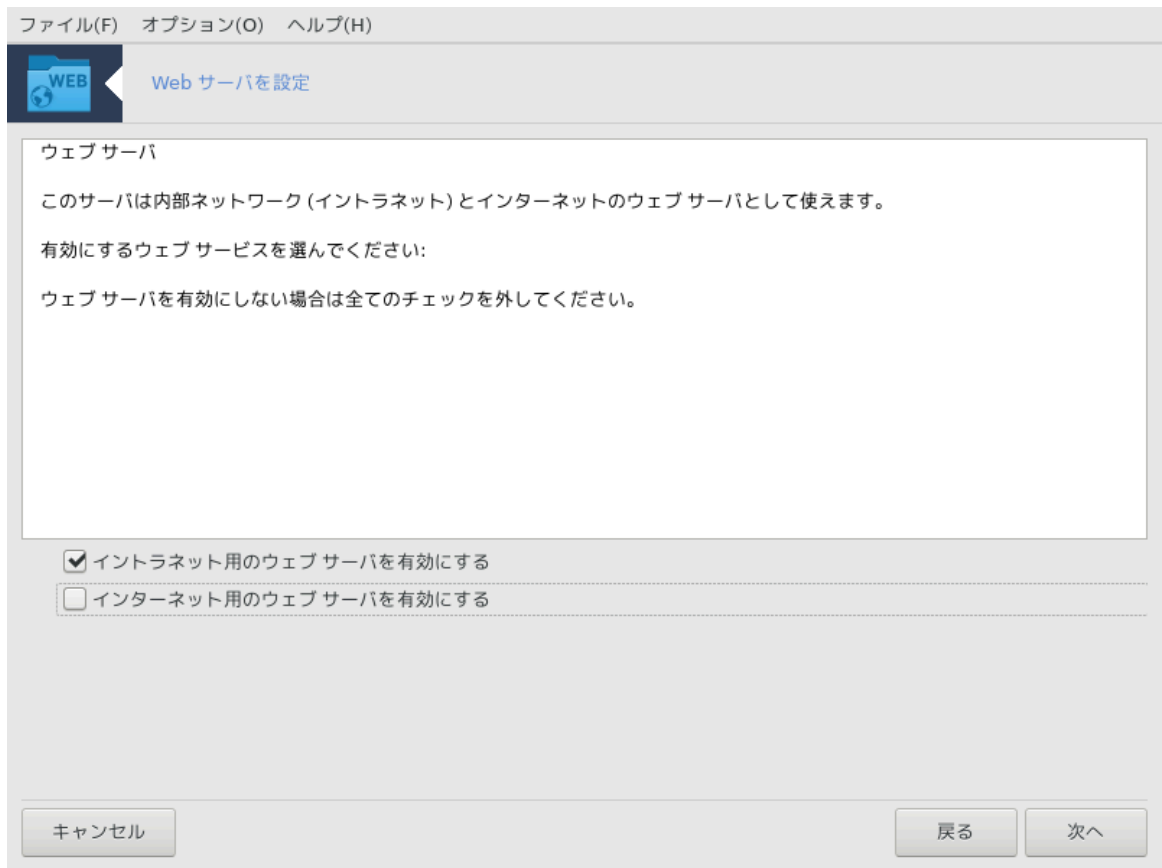 ファイル(F) オプション(O) ヘルプ(H)
WEB
Web サーバを設定
ウェブ サーバ
このサーバは内部ネットワーク (イントラネット) とインターネットのウェブ サーバとして使えます。
有効にするウェブ サービスを選んでください:
ウェブ サーバを有効にしない場合は全てのチェックを外してください。
イントラネット用のウェブ サーバを有効にする
インターネット用のウェブ サーバを有効にする
キャンセル 戻る 次へ